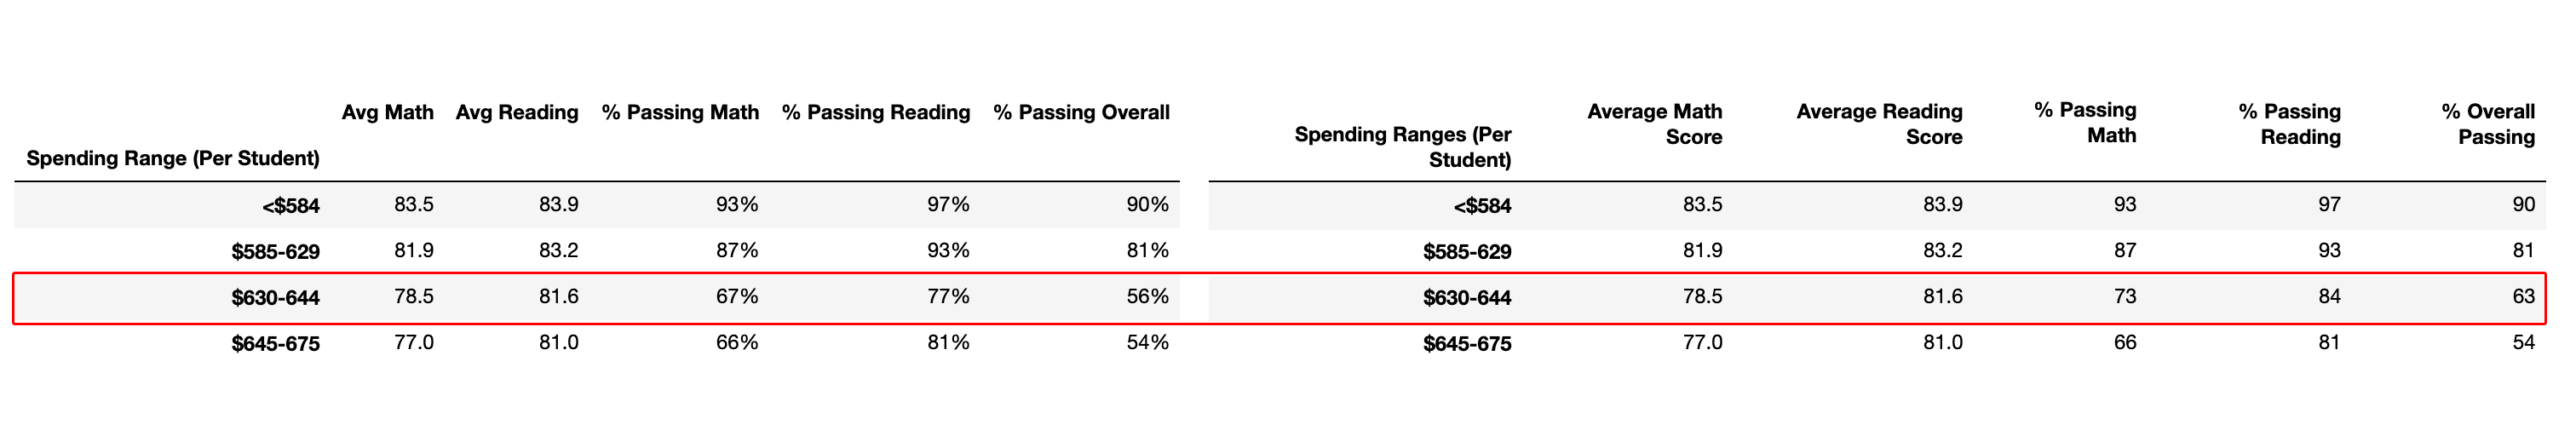 Avg Math Avg Reading % Passing Math % Passing Reading % Passing Overall
Spending Range (Per Student)
<$584 83.5 83.9 93% 97% 90%
$585-629 81.9 83.2 87% 93% 81%
$630-644 78.5 81.6 67% 77% 56%
$645-675 77.0 81.0 66% 81% 54%
Average Math Average Reading % Passing % Passing % Overall
Score Score Math Reading Passing
Spending Ranges (Per
Student)
<$584 83.5 83.9 93 97 90
$585-629 81.9 83.2 87 93 81
$630-644 78.5 81.6 73 84 63
$645-675 77.0 81.0 66 81 54